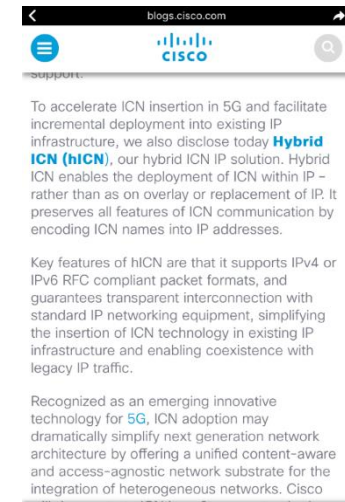 blogs.cisco.com
CISCO
support.
To accelerate ICN insertion in 5G and facilitate
incremental deployment into existing IP
infrastructure, we also disclose today Hybrid
ICN (hICN), our hybrid ICN IP solution. Hybrid
ICN enables the deployment of ICN within IP –
rather than as on overlay or replacement of IP. It
preserves all features of ICN communication by
encoding ICN names into IP addresses.
Key features of hICN are that it supports IPv4 or
IPv6 RFC compliant packet formats, and
guarantees transparent interconnection with
standard IP networking equipment, simplifying
the insertion of ICN technology in existing IP
infrastructure and enabling coexistence with
legacy IP traffic.
Recognized as an emerging innovative
technology for 5G, ICN adoption may
dramatically simplify next generation network
architecture by offering a unified content-aware
and access-agnostic network substrate for the
integration of heterogeneous networks. Cisco